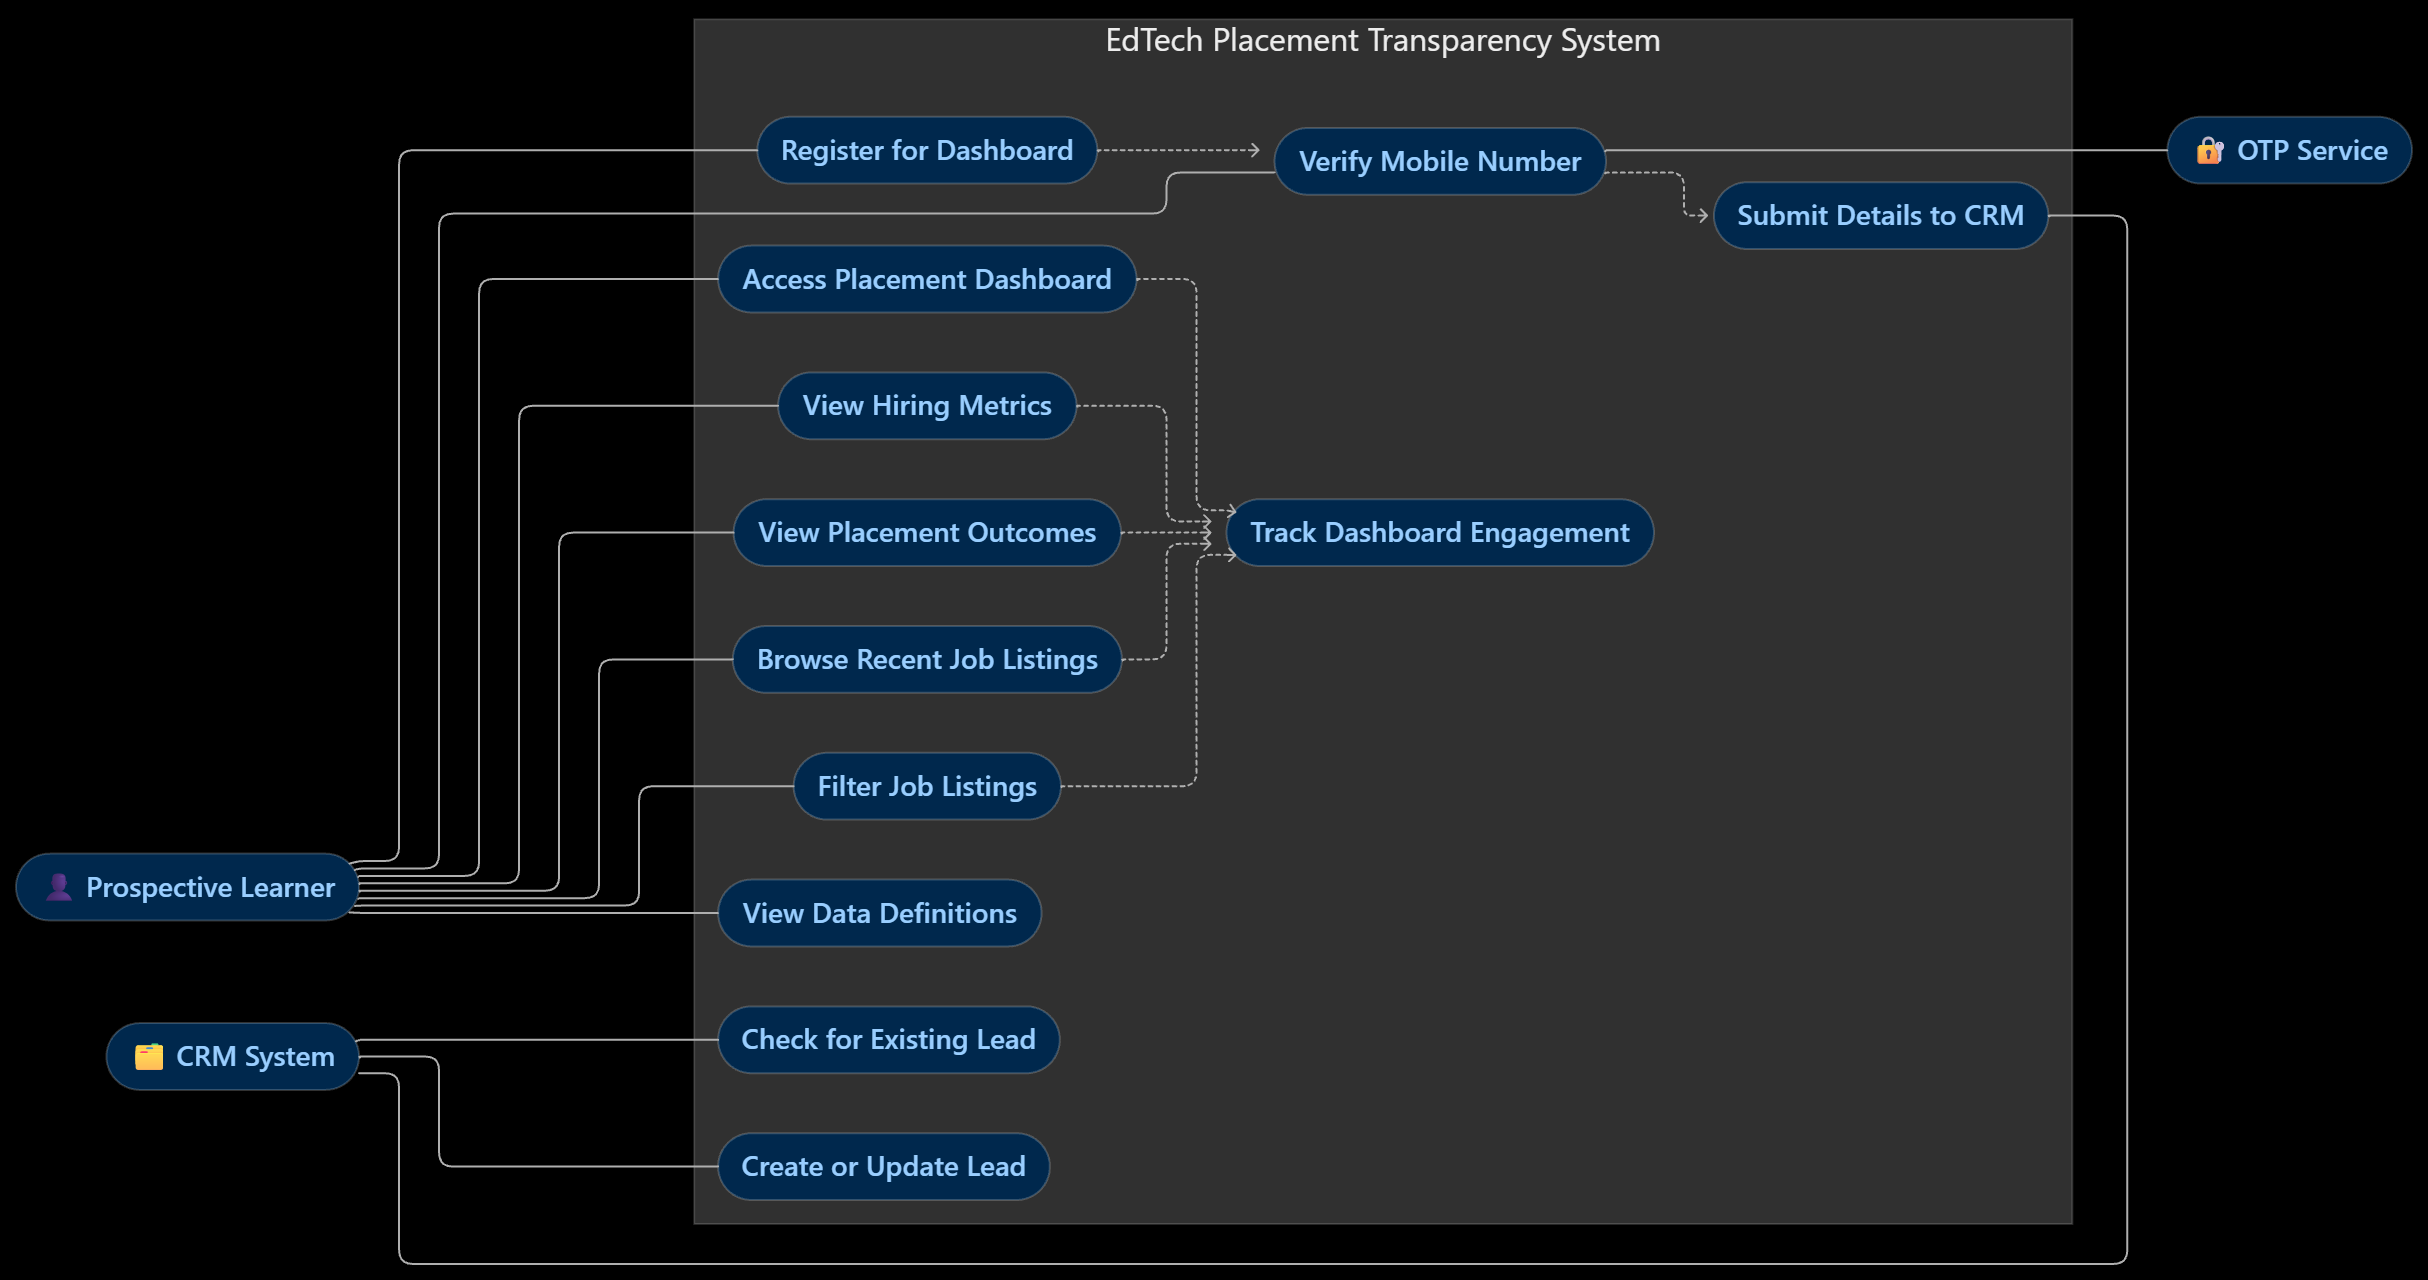 EdTech Placement Transparency System
Register for Dashboard
Verify Mobile Number
OTP Service
Submit Details to CRM
Access Placement Dashboard
View Hiring Metrics
View Placement Outcomes
Track Dashboard Engagement
Browse Recent Job Listings
Filter Job Listings
Prospective Learner
View Data Definitions
Check for Existing Lead
CRM System
Create or Update Lead